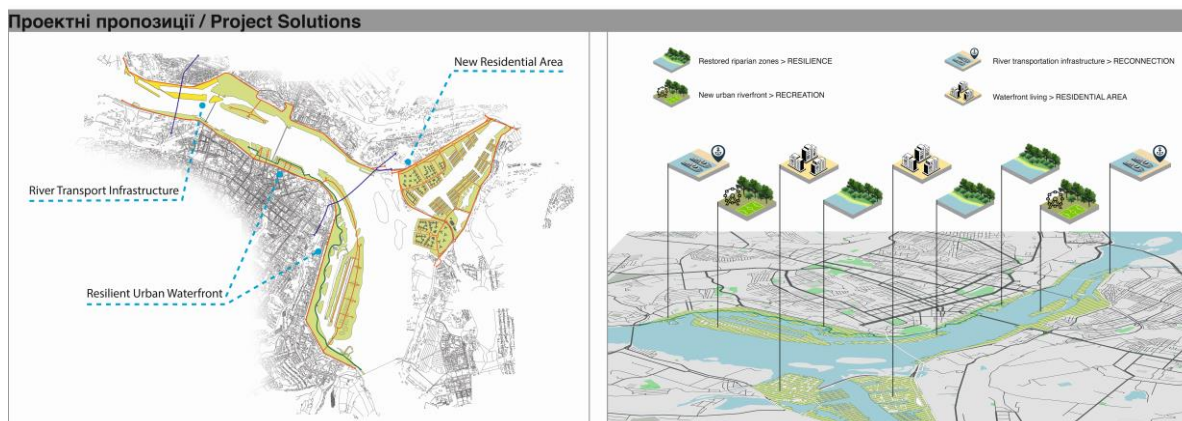 Проектні пропозиції / Project Solutions
New Residential Area
River Transport Infrastructure
Resilient Urban Waterfront
Restored riparian zones > RESILIENCE
River transportation infrastructure > RECONNECTION
New urban riverfront > RECREATION
Waterfront living > RESIDENTIAL AREA